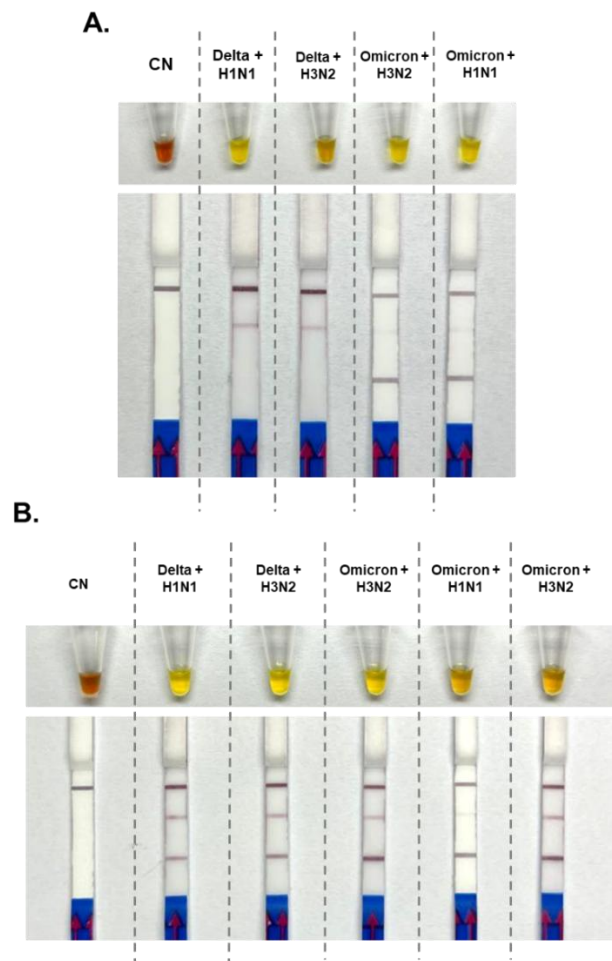 A.
CN
Delta +
H1N1
Delta +
H3N2
Omicron +
H3N2
Omicron +
H1N1
B.
CN
Delta +
H1N1
Delta +
H3N2
Omicron +
H3N2
Omicron +
H1N1
Omicron +
H3N2